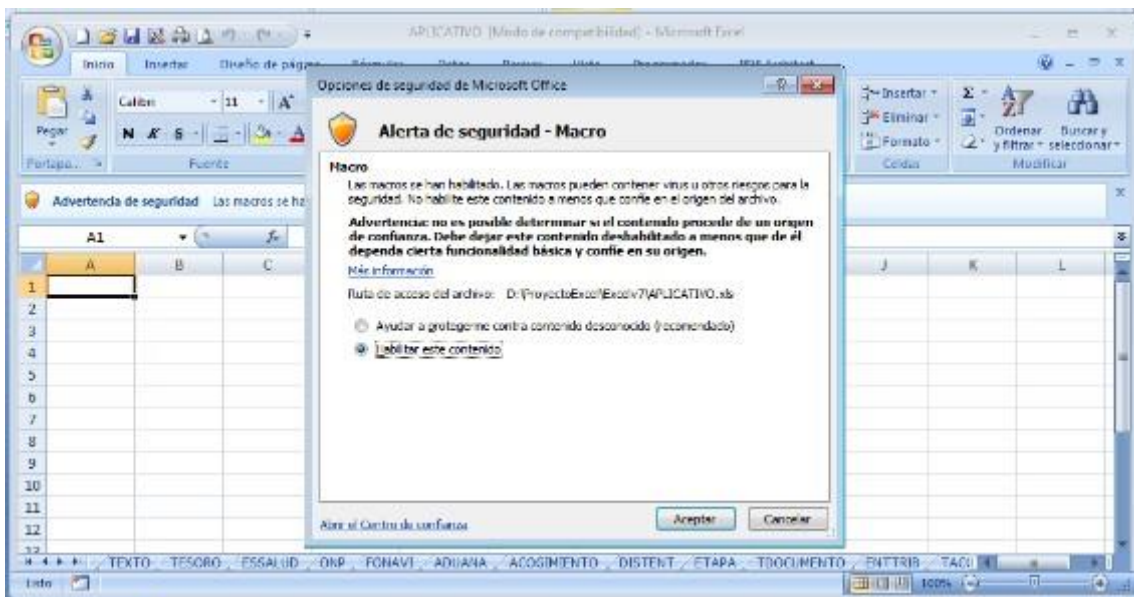 APLICATIVO [Modo de compatibilidad] - Microsoft Excel
Inicio Insertar Diseño de página
Pegar
Calibri 11 A
N K S A
Portapa... Fuente
Insertar
Eliminar
Formato
Celdas
Σ
Ordenar y filtrar
Buscar y seleccionar
Modificar
Advertencia de seguridad Las macros se ha
A1 fx
A B C J K L
1
2
3
4
5
6
7
8
9
10
11
12
13
Opciones de seguridad de Microsoft Office
Alerta de seguridad - Macro
Macro
Las macros se han habilitado. Las macros pueden contener virus u otros riesgos para la
seguridad. No habilite este contenido a menos que confíe en el origen del archivo.
Advertencia: no es posible determinar si el contenido procede de un origen
de confianza. Debe dejar este contenido deshabilitado a menos que de él
dependa cierta funcionalidad básica y confíe en su origen.
Más información
Ruta de acceso del archivo: D:\ProyectoExcel\Excelv7\APLICATIVO.xls
Ayudar a protegerme contra contenido desconocido (recomendado)
Habilitar este contenido
Abrir el Centro de confianza
Aceptar Cancelar
TEXTO TESORO ESSALUD ONP FONAVI ADUANA ACOGIMIENTO DISTENT ETAPA TDOCUMENTO ENTTRIB
Listo 100%